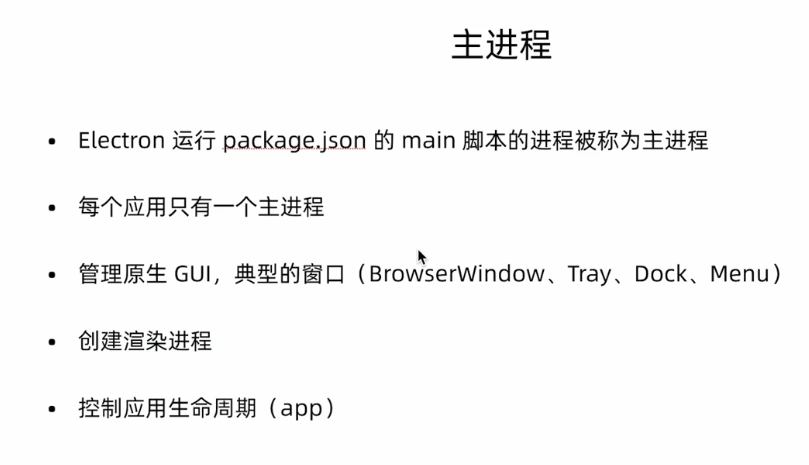 主进程
• Electron 运行 package.json 的 main 脚本的进程被称为主进程
• 每个应用只有一个主进程
• 管理原生 GUI，典型的窗口（BrowserWindow、Tray、Dock、Menu）
• 创建渲染进程
• 控制应用生命周期（app）